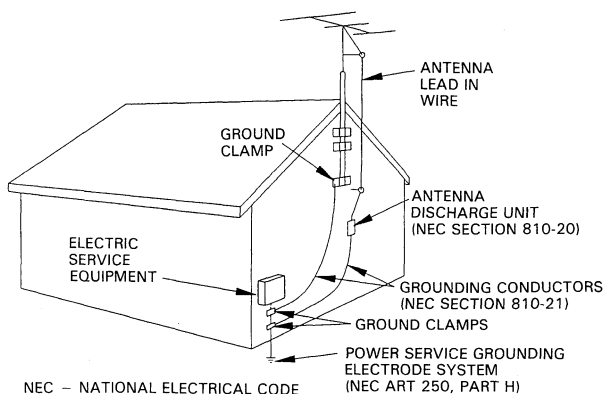 ANTENNA
LEAD IN
WIRE
GROUND
CLAMP
ANTENNA
DISCHARGE UNIT
(NEC SECTION 810-20)
ELECTRIC
SERVICE
EQUIPMENT
GROUNDING CONDUCTORS
(NEC SECTION 810-21)
GROUND CLAMPS
POWER SERVICE GROUNDING
ELECTRODE SYSTEM
(NEC ART 250, PART H)
NEC – NATIONAL ELECTRICAL CODE